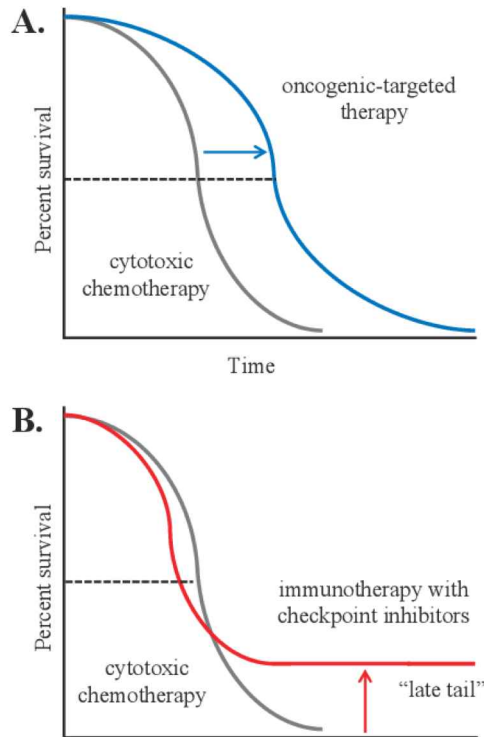 A.
Percent survival
oncogenic-targeted
therapy
cytotoxic
chemotherapy
Time
B.
Percent survival
immunotherapy with
checkpoint inhibitors
cytotoxic
chemotherapy
“late tail”